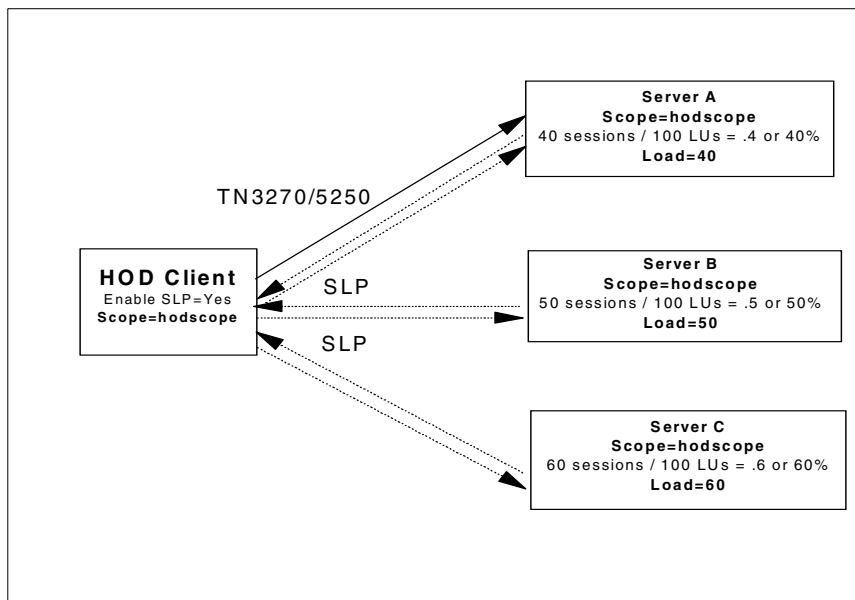 Server A
Scope=hodscope
40 sessions / 100 LUs = .4 or 40%
Load=40
TN3270/5250
HOD Client
Enable SLP=Yes
Scope=hodscope
SLP
SLP
Server B
Scope=hodscope
50 sessions / 100 LUs = .5 or 50%
Load=50
Server C
Scope=hodscope
60 sessions / 100 LUs = .6 or 60%
Load=60